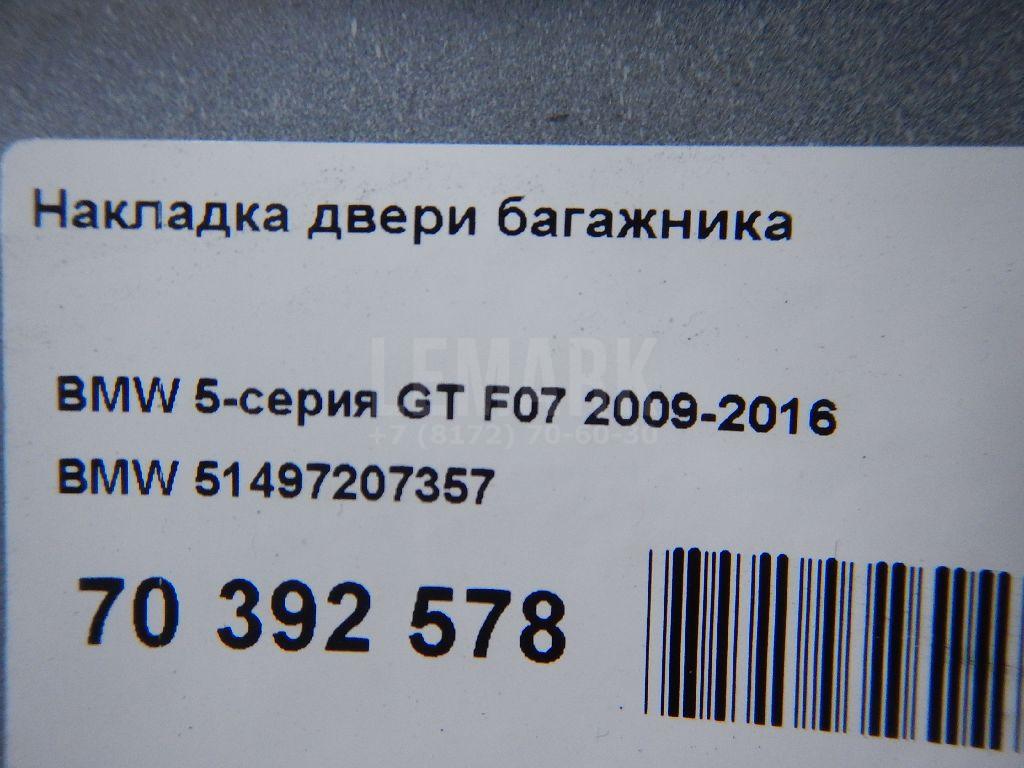 Накладка двери багажника
LEMARK
BMW 5-серия GT F07 2009-2016
+7 (8172) 70-60-30
BMW 51497207357
70 392 578